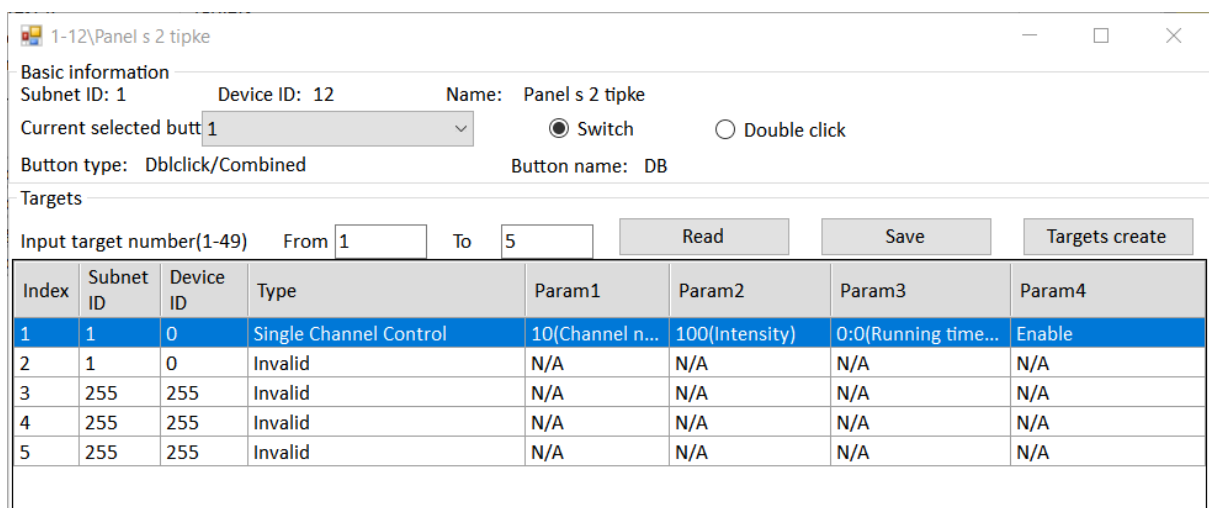 1-12\Panel s 2 tipke
Basic information
Subnet ID: 1 Device ID: 12 Name: Panel s 2 tipke
Current selected butt 1 Switch Double click
Button type: Dblclick/Combined Button name: DB
Targets
Input target number(1-49) From 1 To 5 Read Save Targets create
Index Subnet ID Device ID Type Param1 Param2 Param3 Param4
1 1 0 Single Channel Control 10(Channel n... 100(Intensity) 0:0(Running time... Enable
2 1 0 Invalid N/A N/A N/A N/A
3 255 255 Invalid N/A N/A N/A N/A
4 255 255 Invalid N/A N/A N/A N/A
5 255 255 Invalid N/A N/A N/A N/A